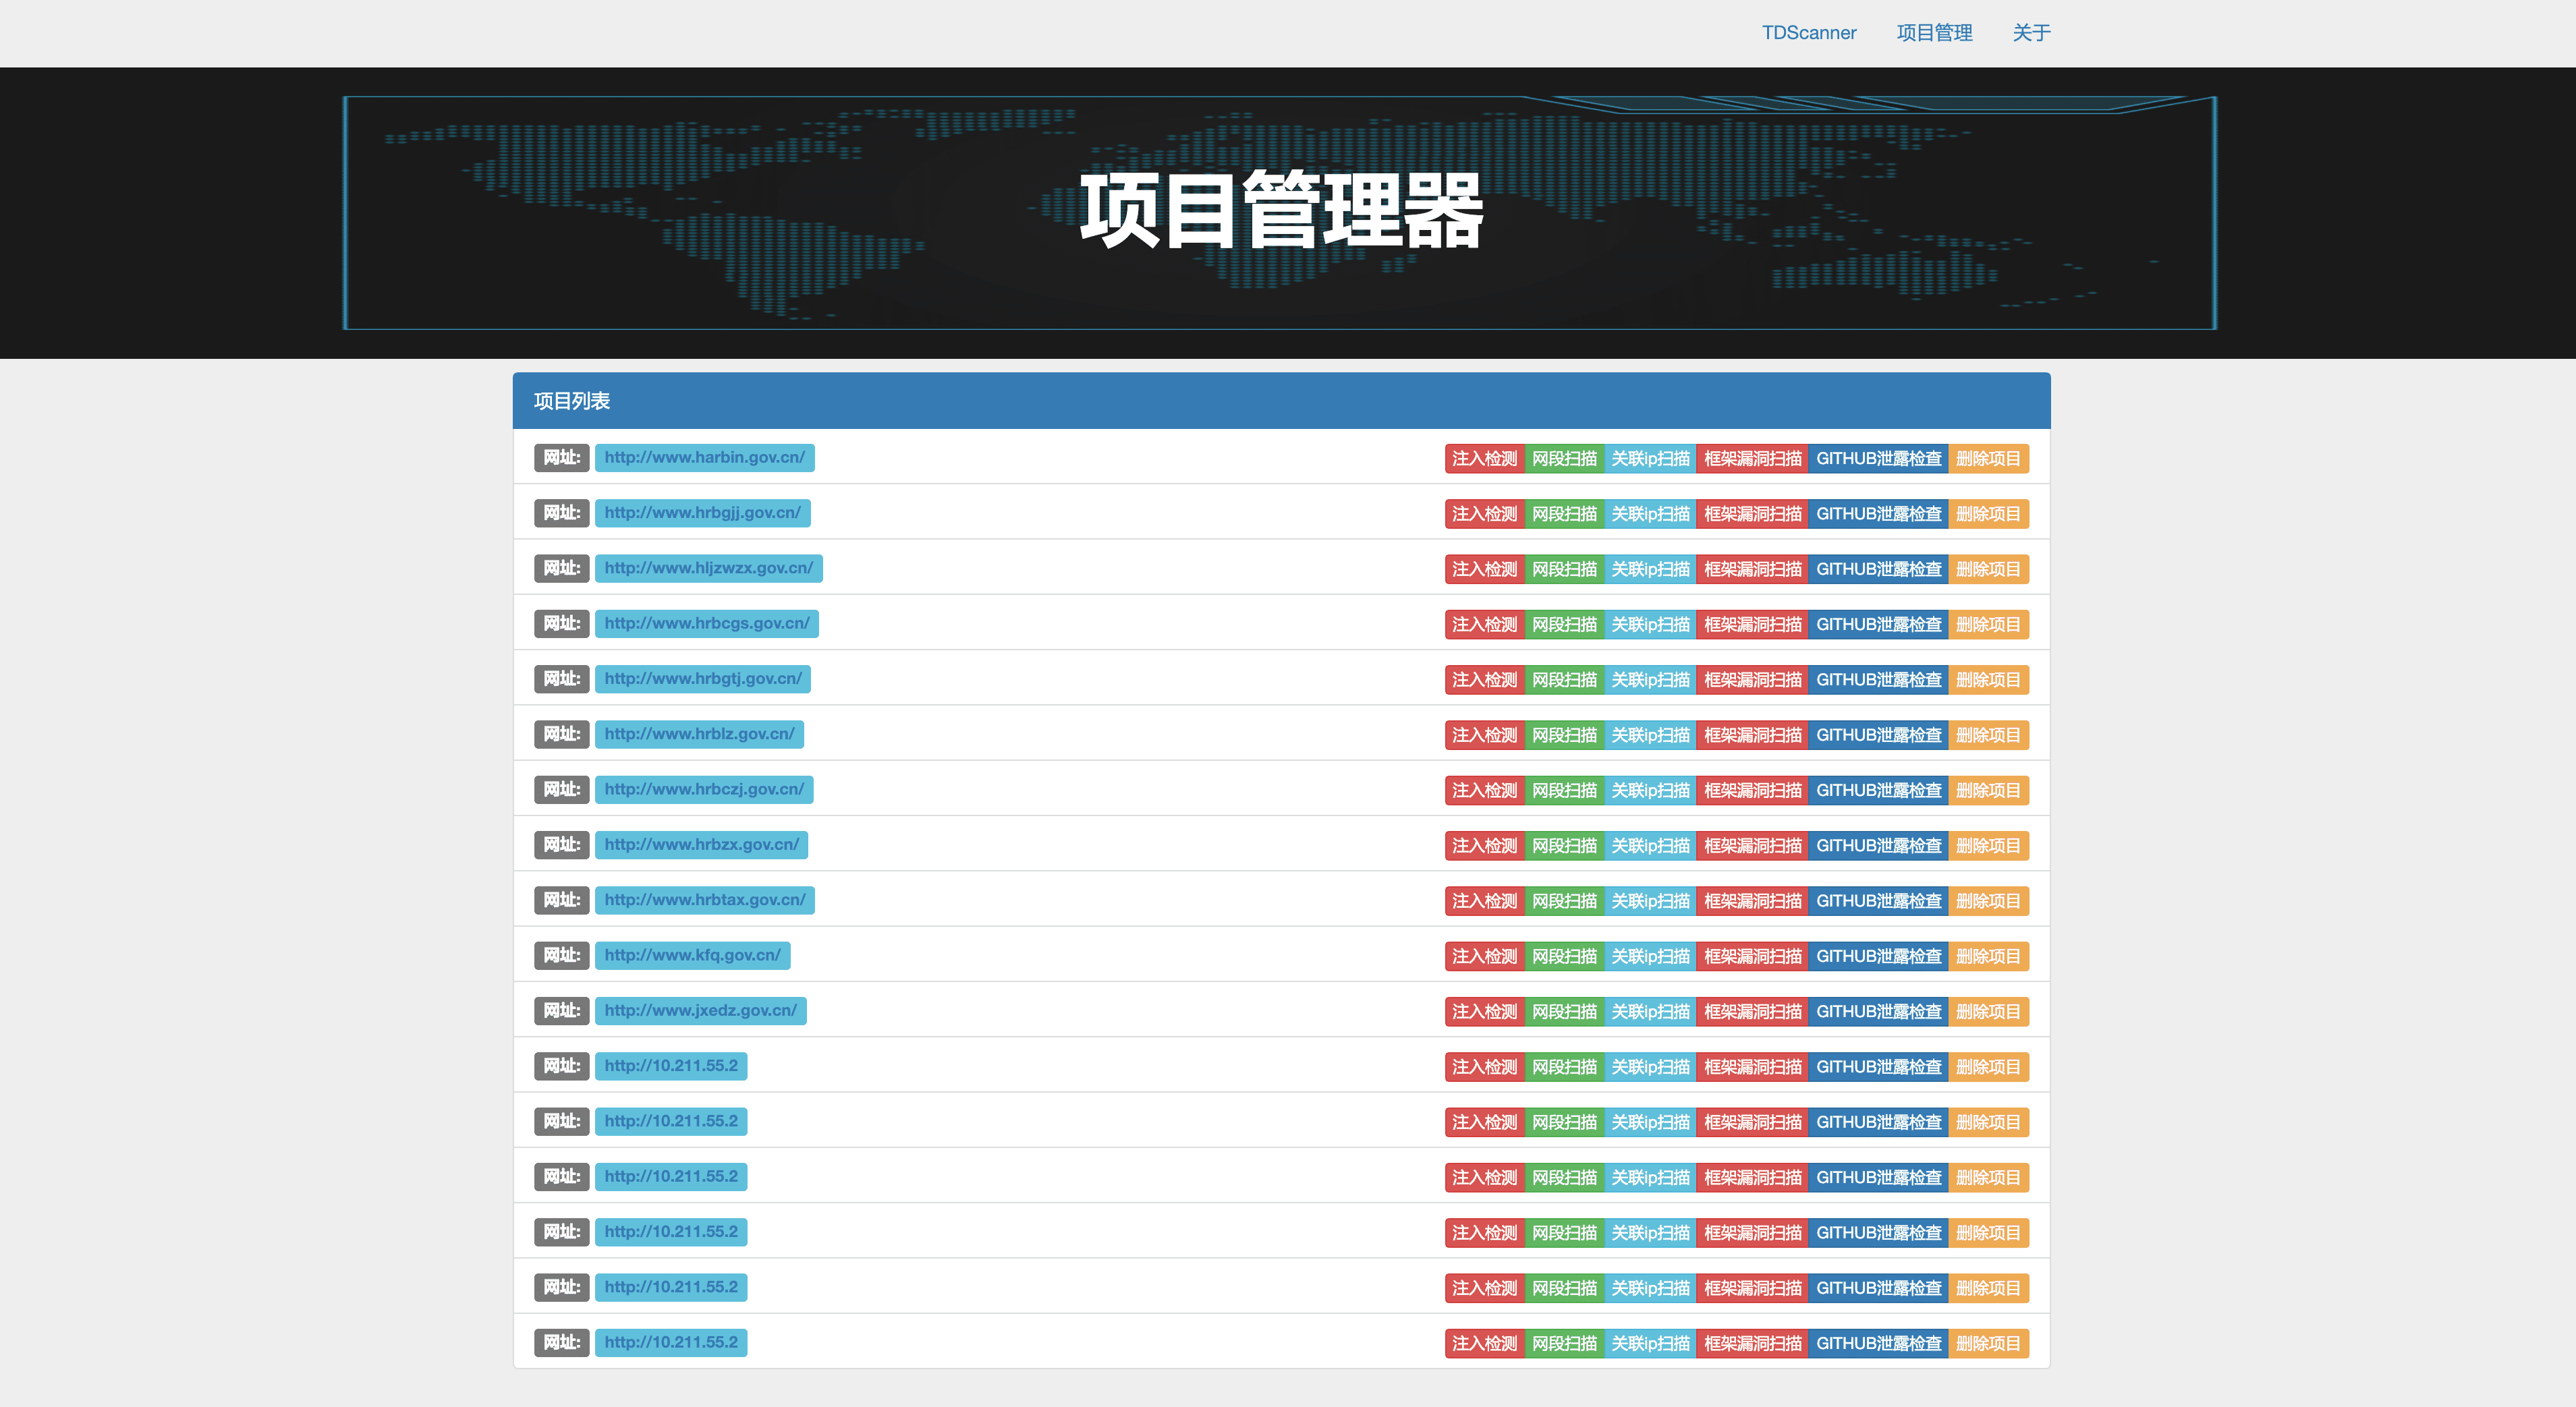 TDScanner 项目管理 关于
项目管理器
项目列表
网址: http://www.harbin.gov.cn/ 注入检测 网段扫描 关联ip扫描 框架漏洞扫描 GITHUB泄露检查 删除项目
网址: http://www.hrbgjj.gov.cn/ 注入检测 网段扫描 关联ip扫描 框架漏洞扫描 GITHUB泄露检查 删除项目
网址: http://www.hljzwzx.gov.cn/ 注入检测 网段扫描 关联ip扫描 框架漏洞扫描 GITHUB泄露检查 删除项目
网址: http://www.hrbcgs.gov.cn/ 注入检测 网段扫描 关联ip扫描 框架漏洞扫描 GITHUB泄露检查 删除项目
网址: http://www.hrbgtj.gov.cn/ 注入检测 网段扫描 关联ip扫描 框架漏洞扫描 GITHUB泄露检查 删除项目
网址: http://www.hrblz.gov.cn/ 注入检测 网段扫描 关联ip扫描 框架漏洞扫描 GITHUB泄露检查 删除项目
网址: http://www.hrbczj.gov.cn/ 注入检测 网段扫描 关联ip扫描 框架漏洞扫描 GITHUB泄露检查 删除项目
网址: http://www.hrbzx.gov.cn/ 注入检测 网段扫描 关联ip扫描 框架漏洞扫描 GITHUB泄露检查 删除项目
网址: http://www.hrbtax.gov.cn/ 注入检测 网段扫描 关联ip扫描 框架漏洞扫描 GITHUB泄露检查 删除项目
网址: http://www.kfq.gov.cn/ 注入检测 网段扫描 关联ip扫描 框架漏洞扫描 GITHUB泄露检查 删除项目
网址: http://www.jxedz.gov.cn/ 注入检测 网段扫描 关联ip扫描 框架漏洞扫描 GITHUB泄露检查 删除项目
网址: http://10.211.55.2 注入检测 网段扫描 关联ip扫描 框架漏洞扫描 GITHUB泄露检查 删除项目
网址: http://10.211.55.2 注入检测 网段扫描 关联ip扫描 框架漏洞扫描 GITHUB泄露检查 删除项目
网址: http://10.211.55.2 注入检测 网段扫描 关联ip扫描 框架漏洞扫描 GITHUB泄露检查 删除项目
网址: http://10.211.55.2 注入检测 网段扫描 关联ip扫描 框架漏洞扫描 GITHUB泄露检查 删除项目
网址: http://10.211.55.2 注入检测 网段扫描 关联ip扫描 框架漏洞扫描 GITHUB泄露检查 删除项目
网址: http://10.211.55.2 注入检测 网段扫描 关联ip扫描 框架漏洞扫描 GITHUB泄露检查 删除项目